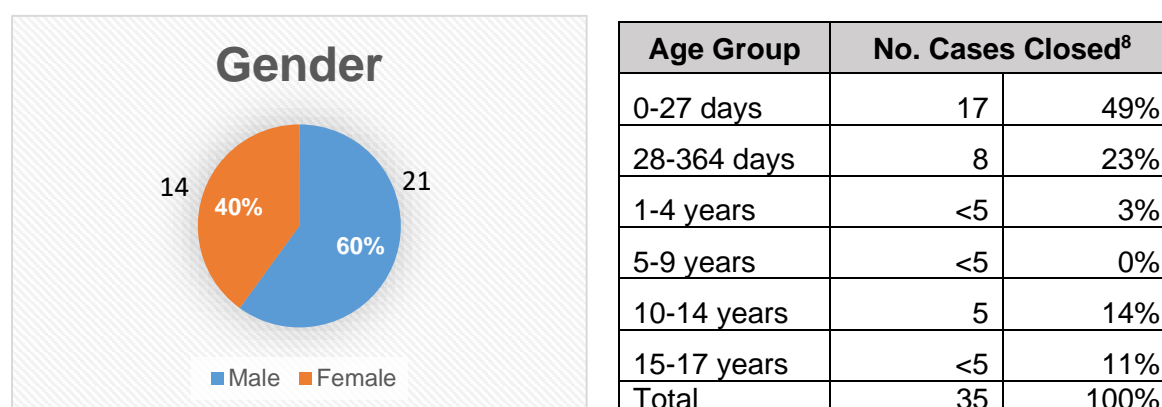 Gender
14
21
40%
60%
Male Female
Age Group No. Cases Closed8
0-27 days 17 49%
28-364 days 8 23%
1-4 years <5 3%
5-9 years <5 0%
10-14 years 5 14%
15-17 years <5 11%
Total 35 100%